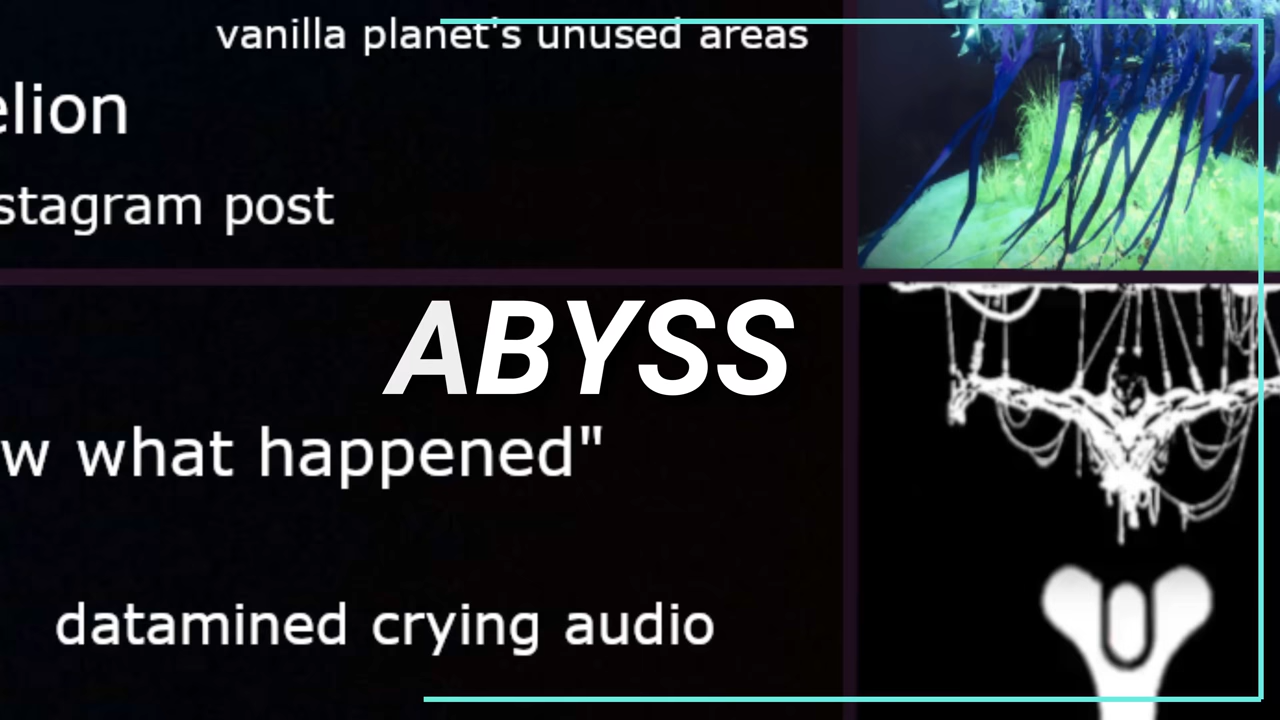 vanilla planet's unused areas
elion
stagram post
ABYSS
w what happened"
datamined crying audio